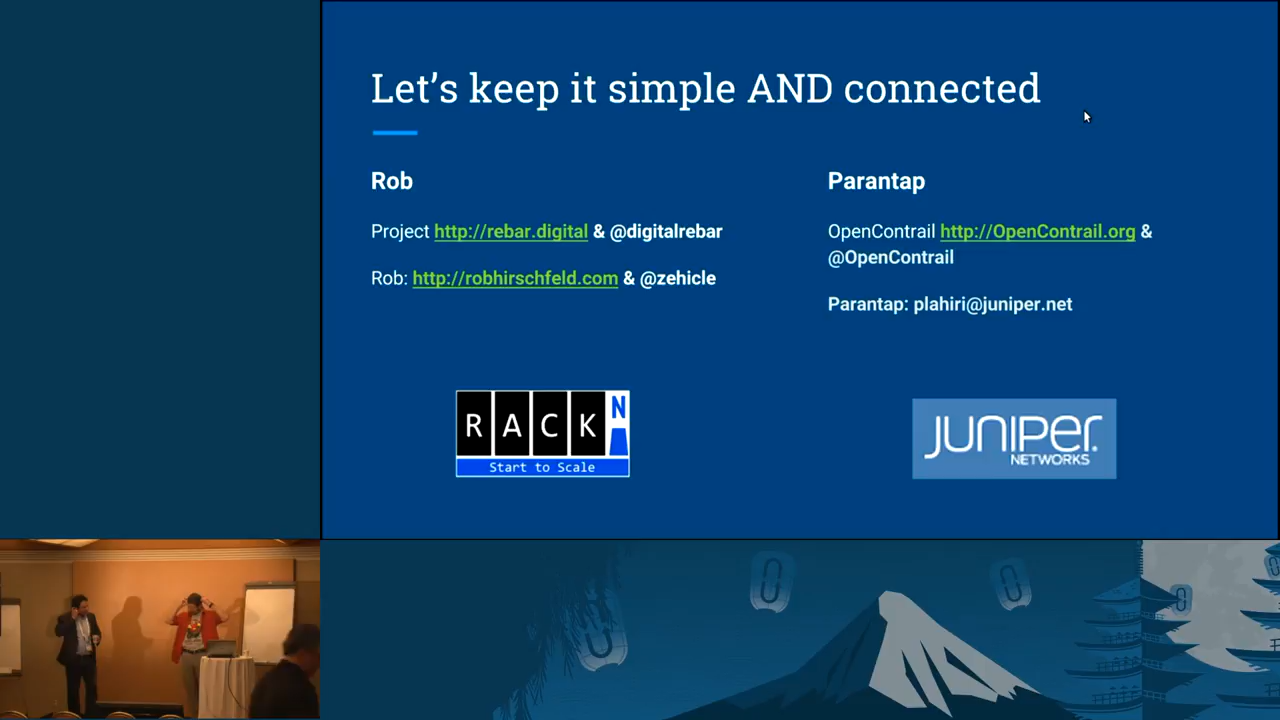 Let's keep it simple AND connected
Rob
Project http://rebar.digital & @digitalrebar
Rob: http://robhirschfeld.com & @zehicle
Parantap
OpenContrail http://OpenContrail.org &
@OpenContrail
Parantap: plahiri@juniper.net
RACKN
Start to Scale
JUNIPer
NETWORKS